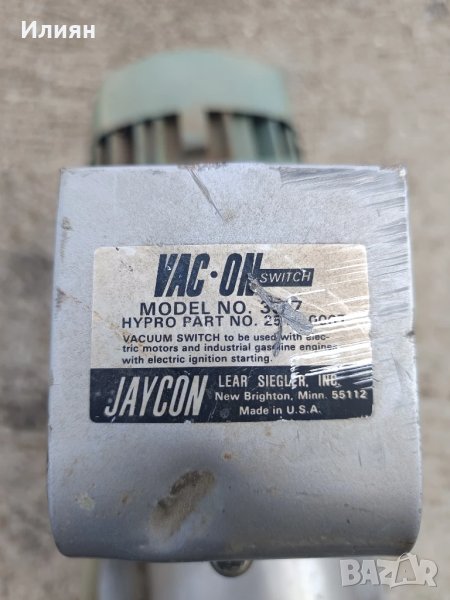 Илиян
VAC·ON SWITCH
MODEL NO.
HYPRO PART NO.
VACUUM SWITCH to be used with elec-
tric motors and industrial gasoline engines
with electric ignition starting.
JAYCON LEAR SIEGLER, INC.
New Brighton, Minn. 55112
Made in U.S.A.
BAZAR